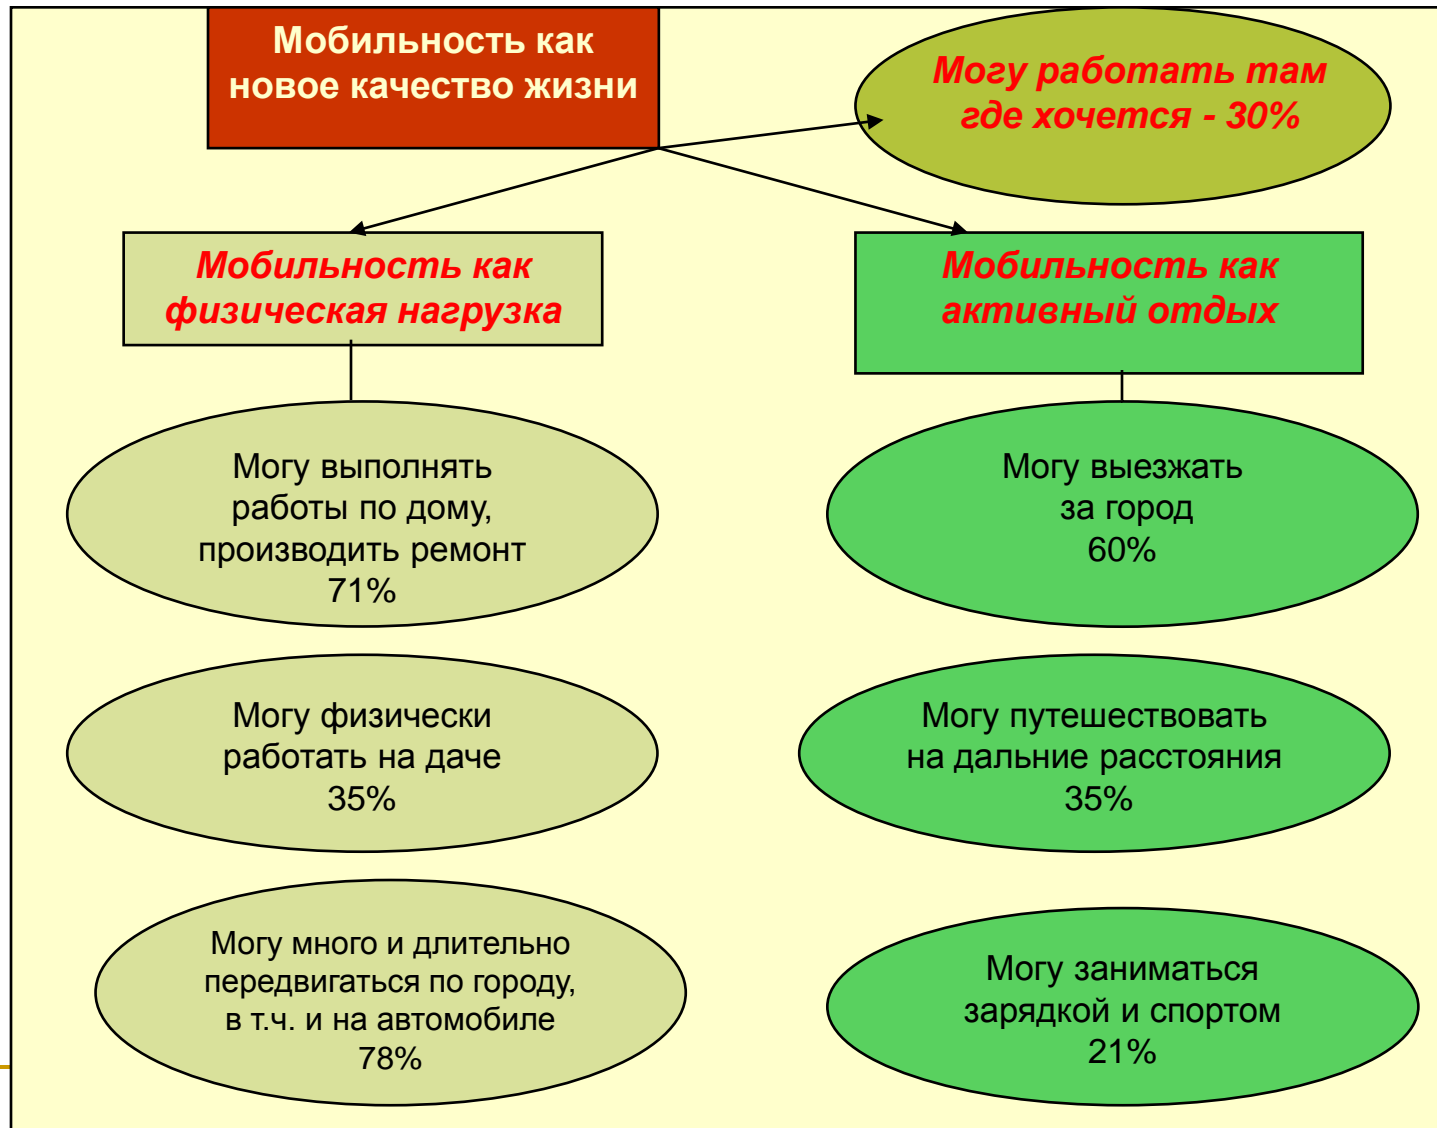 Мобильность как
новое качество жизни
Могу работать там
где хочется - 30%
Мобильность как
физическая нагрузка
Мобильность как
активный отдых
Могу выполнять
работы по дому,
производить ремонт
71%
Могу выезжать
за город
60%
Могу физически
работать на даче
35%
Могу путешествовать
на дальние расстояния
35%
Могу много и длительно
передвигаться по городу,
в т.ч. и на автомобиле
78%
Могу заниматься
зарядкой и спортом
21%